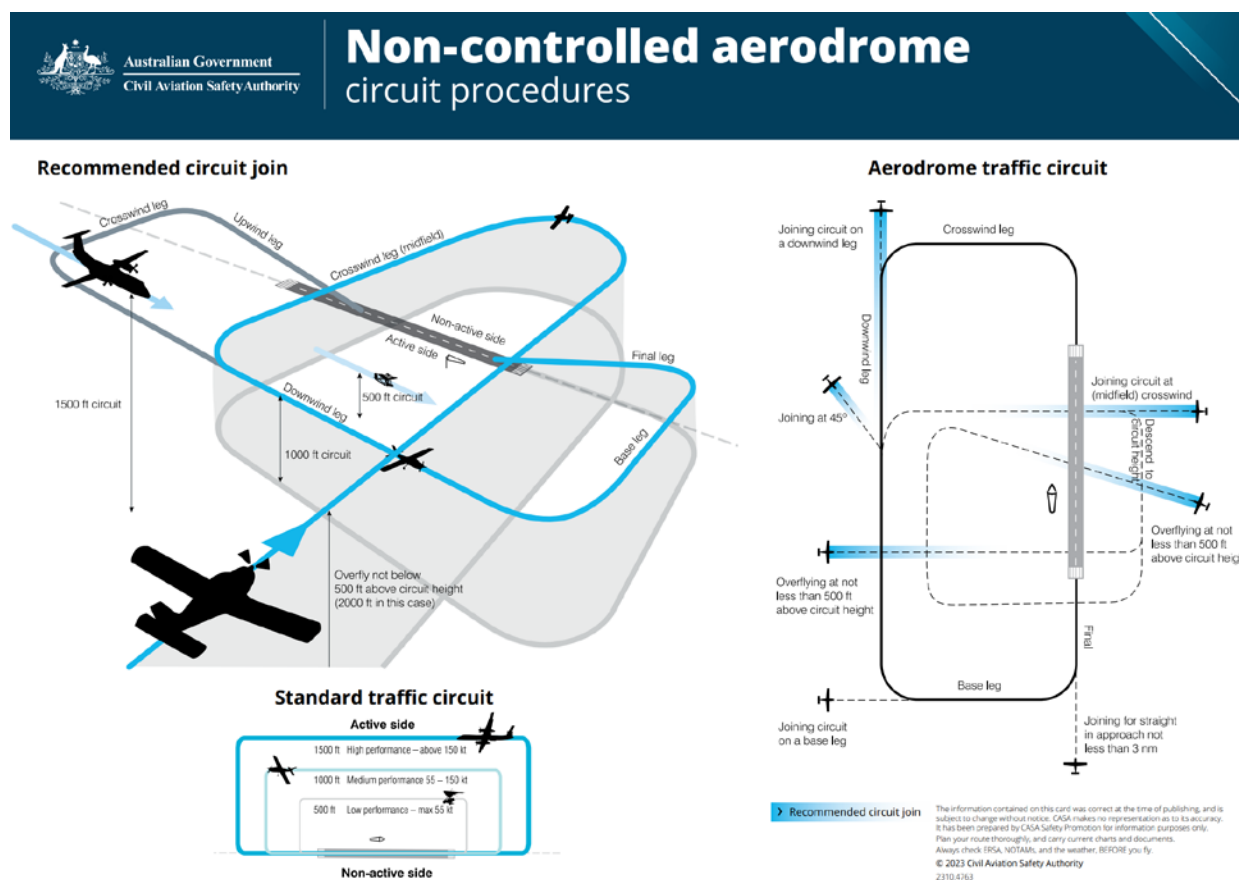 Australian Government
Civil Aviation Safety Authority
Non-controlled aerodrome
circuit procedures
Recommended circuit join
Crosswind leg
Upwind leg
Crosswind leg (midfield)
Non-active side
Active side
Final leg
500 ft circuit
1500 ft circuit
Downwind leg
Base leg
1000 ft circuit
Overfly not below
500 ft above circuit height
(2000 ft in this case)
Standard traffic circuit
Active side
1500 ft High performance – above 150 kt
1000 ft Medium performance 55 – 150 kt
500 ft Low performance – max 55 kt
Non-active side
Aerodrome traffic circuit
Joining circuit on
a downwind leg
Crosswind leg
Downwind leg
Joining circuit at
(midfield) crosswind
Joining at 45°
Descend to
circuit height
Overflying at not
less than 500 ft
above circuit heig
Overflying at not
less than 500 ft
above circuit height
Final
Base leg
Joining circuit
on a base leg
Joining for straight
in approach not
less than 3 nm
Recommended circuit join
The information contained on this card was correct at the time of publishing, and is
subject to change without notice. CASA makes no representation as to its accuracy.
It has been prepared by CASA Safety Promotion for information purposes only.
Plan your route thoroughly, and carry current charts and documents.
Always check ERSA, NOTAMs, and the weather, BEFORE you fly.
© 2023 Civil Aviation Safety Authority
2310.4763